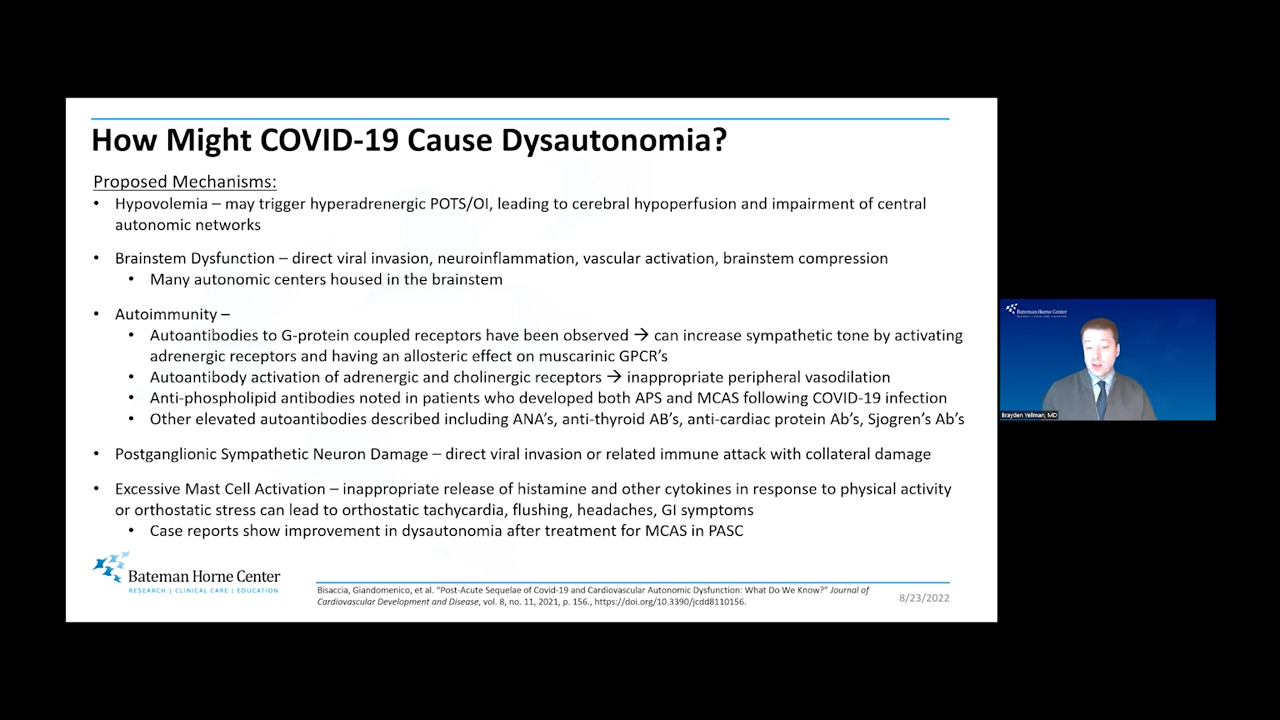 How Might COVID-19 Cause Dysautonomia?
Proposed Mechanisms:
• Hypovolemia – may trigger hyperadrenergic POTS/OI, leading to cerebral hypoperfusion and impairment of central
autonomic networks
• Brainstem Dysfunction – direct viral invasion, neuroinflammation, vascular activation, brainstem compression
• Many autonomic centers housed in the brainstem
• Autoimmunity –
• Autoantibodies to G-protein coupled receptors have been observed → can increase sympathetic tone by activating
adrenergic receptors and having an allosteric effect on muscarinic GPCR's
• Autoantibody activation of adrenergic and cholinergic receptors → inappropriate peripheral vasodilation
• Anti-phospholipid antibodies noted in patients who developed both APS and MCAS following COVID-19 infection
• Other elevated autoantibodies described including ANA's, anti-thyroid AB's, anti-cardiac protein Ab's, Sjogren's Ab's
• Postganglionic Sympathetic Neuron Damage – direct viral invasion or related immune attack with collateral damage
• Excessive Mast Cell Activation – inappropriate release of histamine and other cytokines in response to physical activity
or orthostatic stress can lead to orthostatic tachycardia, flushing, headaches, GI symptoms
• Case reports show improvement in dysautonomia after treatment for MCAS in PASC
Bateman Horne Center
RESEARCH | CLINICAL CARE | EDUCATION
Bisaccia, Giandomenico, et al. "Post-Acute Sequelae of Covid-19 and Cardiovascular Autonomic Dysfunction: What Do We Know?" Journal of
Cardiovascular Development and Disease, vol. 8, no. 11, 2021, p. 156., https://doi.org/10.3390/jcdd8110156.
8/23/2022
Bateman Horne Center
Brayden Yellman, MD